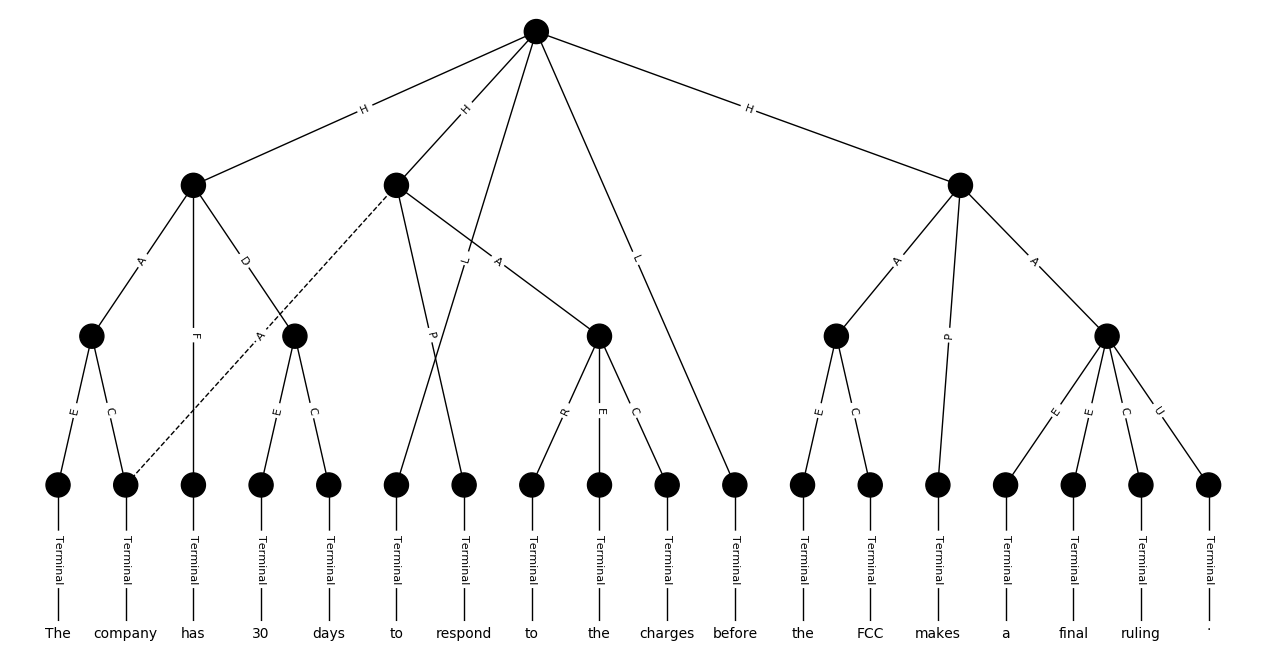 H H H
A D L A L A A
F A P P
E C E C R E C E C E E C U
Terminal Terminal Terminal Terminal Terminal Terminal Terminal Terminal Terminal Terminal Terminal Terminal Terminal Terminal Terminal Terminal Terminal Terminal
The company has 30 days to respond to the charges before the FCC makes a final ruling .